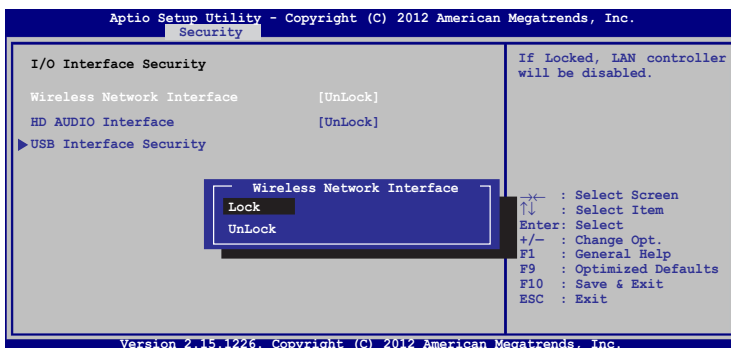 Aptio Setup Utility - Copyright (C) 2012 American Megatrends, Inc.
Security
I/O Interface Security
Wireless Network Interface [UnLock]
HD AUDIO Interface [UnLock]
USB Interface Security
Wireless Network Interface
Lock
UnLock
If Locked, LAN controller
will be disabled.
→← : Select Screen
↑↓ : Select Item
Enter: Select
+/— : Change Opt.
F1 : General Help
F9 : Optimized Defaults
F10 : Save & Exit
ESC : Exit
Version 2.15.1226. Copyright (C) 2012 American Megatrends, Inc.